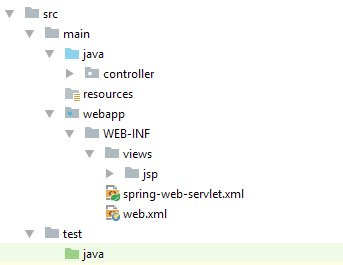 src
main
java
controller
resources
webapp
WEB-INF
views
jsp
spring-web-servlet.xml
web.xml
test
java